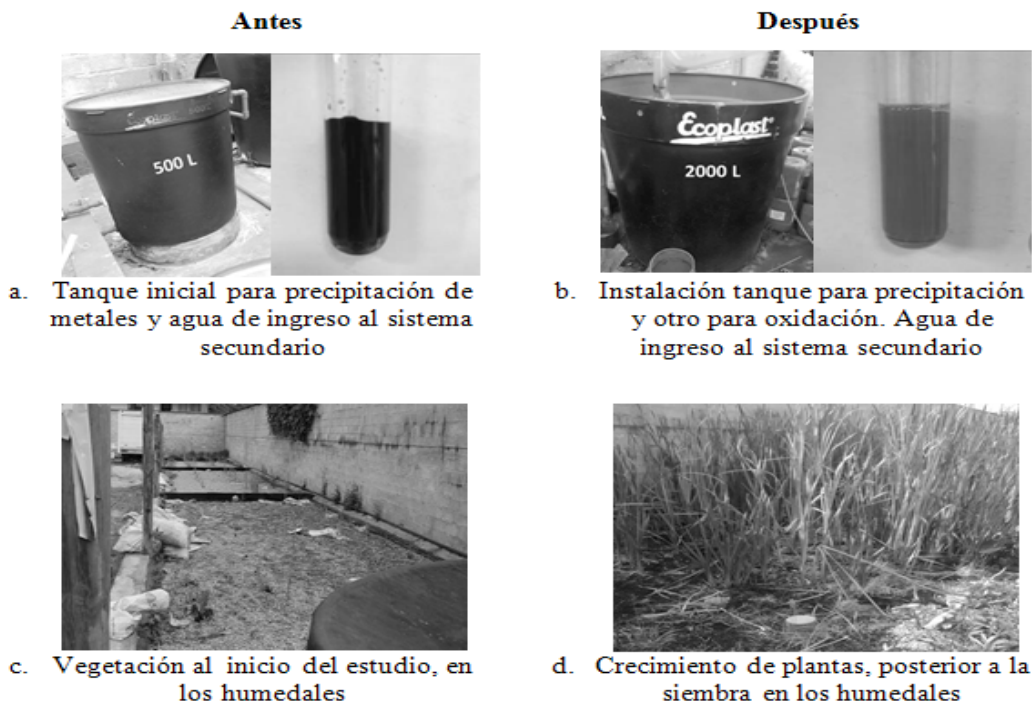 Antes
Después
Ecoplast
500 L
Ecoplast
2000 L
a. Tanque inicial para precipitación de
metales y agua de ingreso al sistema
secundario
b. Instalación tanque para precipitación
y otro para oxidación. Agua de
ingreso al sistema secundario
c. Vegetación al inicio del estudio, en
los humedales
d. Crecimiento de plantas, posterior a la
siembra en los humedales